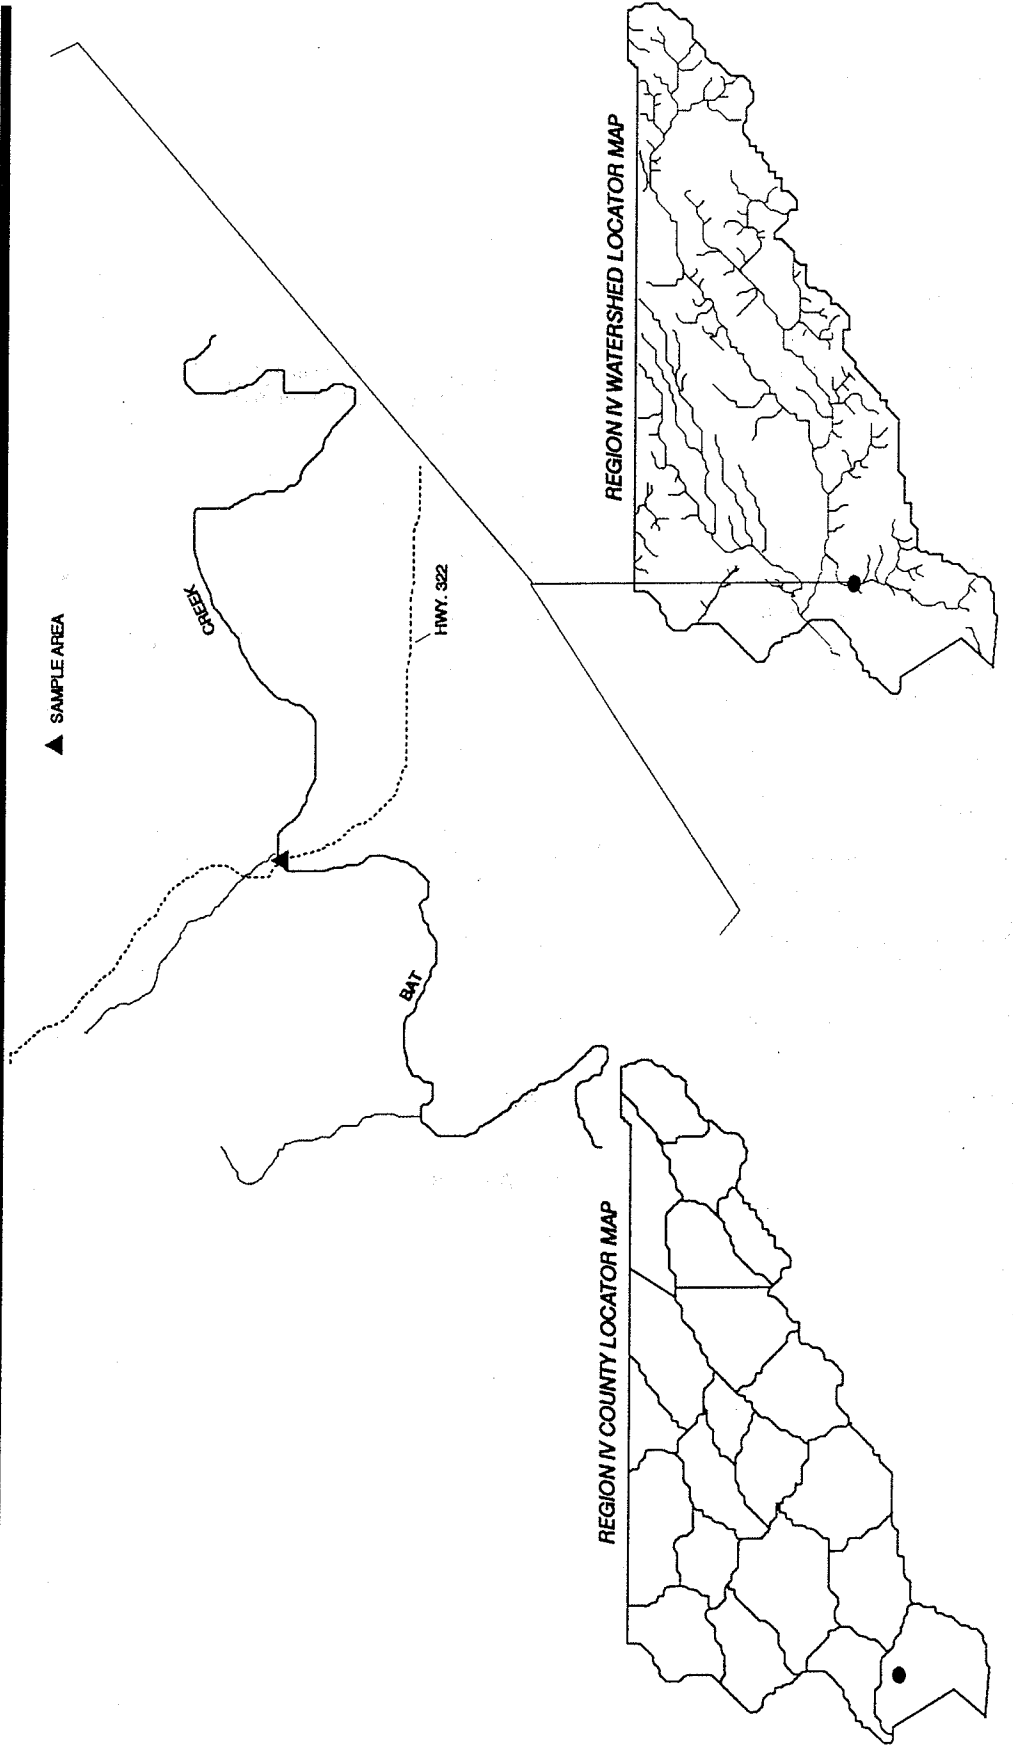 SAMPLE AREA
CREEK
HWY. 322
BAT
REGION IV WATERSHED LOCATOR MAP
REGION IV COUNTY LOCATOR MAP